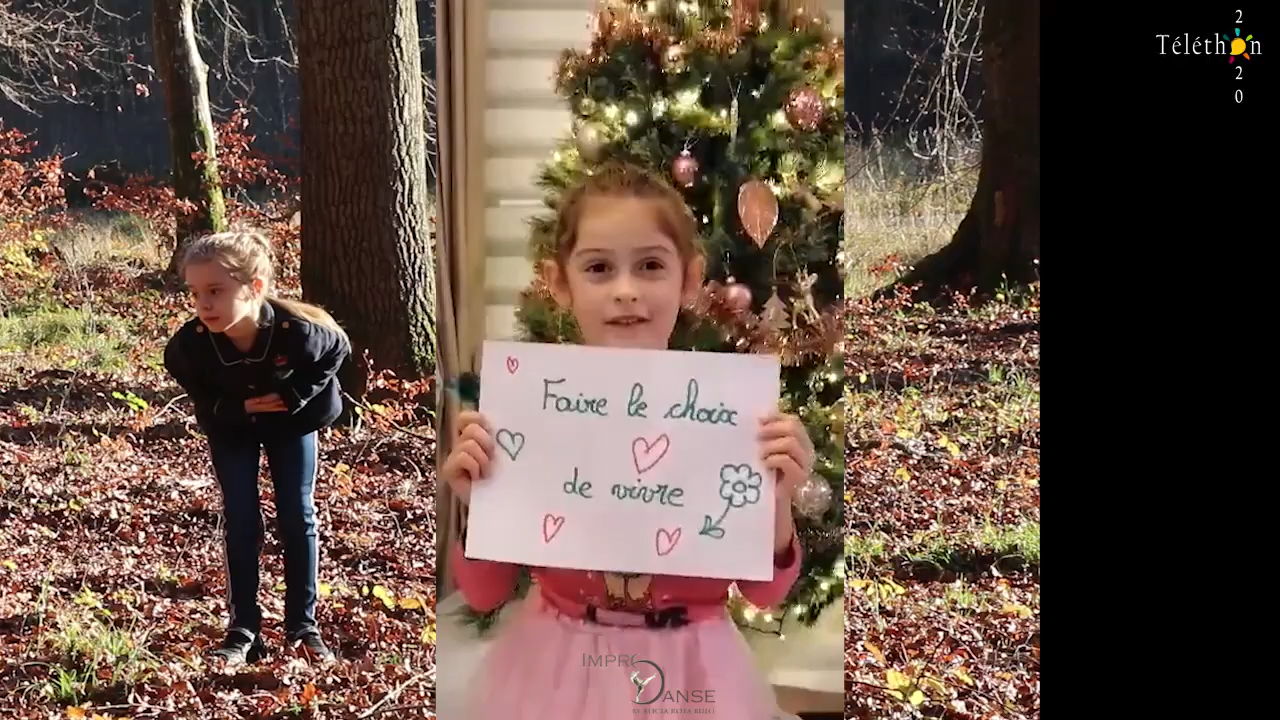 2
Téléthon
2
0
Faire le choix
de vivre
IMPRO
DANSE